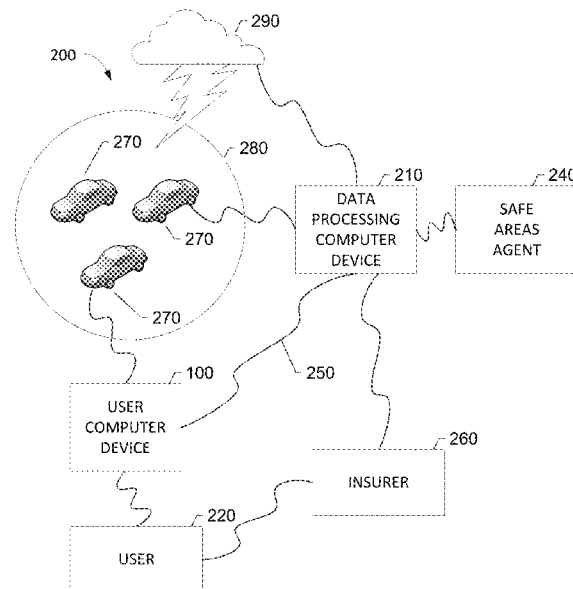 290
200
270
280
210
240
DATA
PROCESSING
COMPUTER
DEVICE
SAFE
AREAS
AGENT
270
270
100
250
USER
COMPUTER
DEVICE
260
INSURER
220
USER